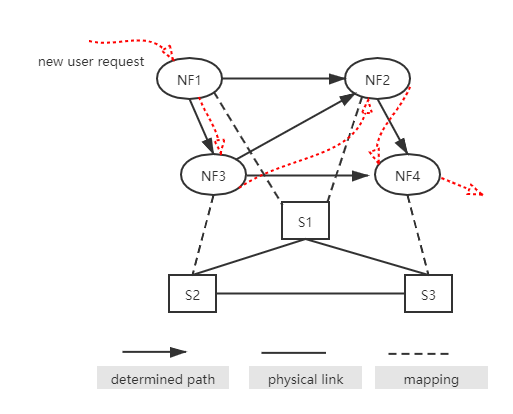 new user request
NF1
NF2
NF3
NF4
S1
S2
S3
determined path
physical link
mapping